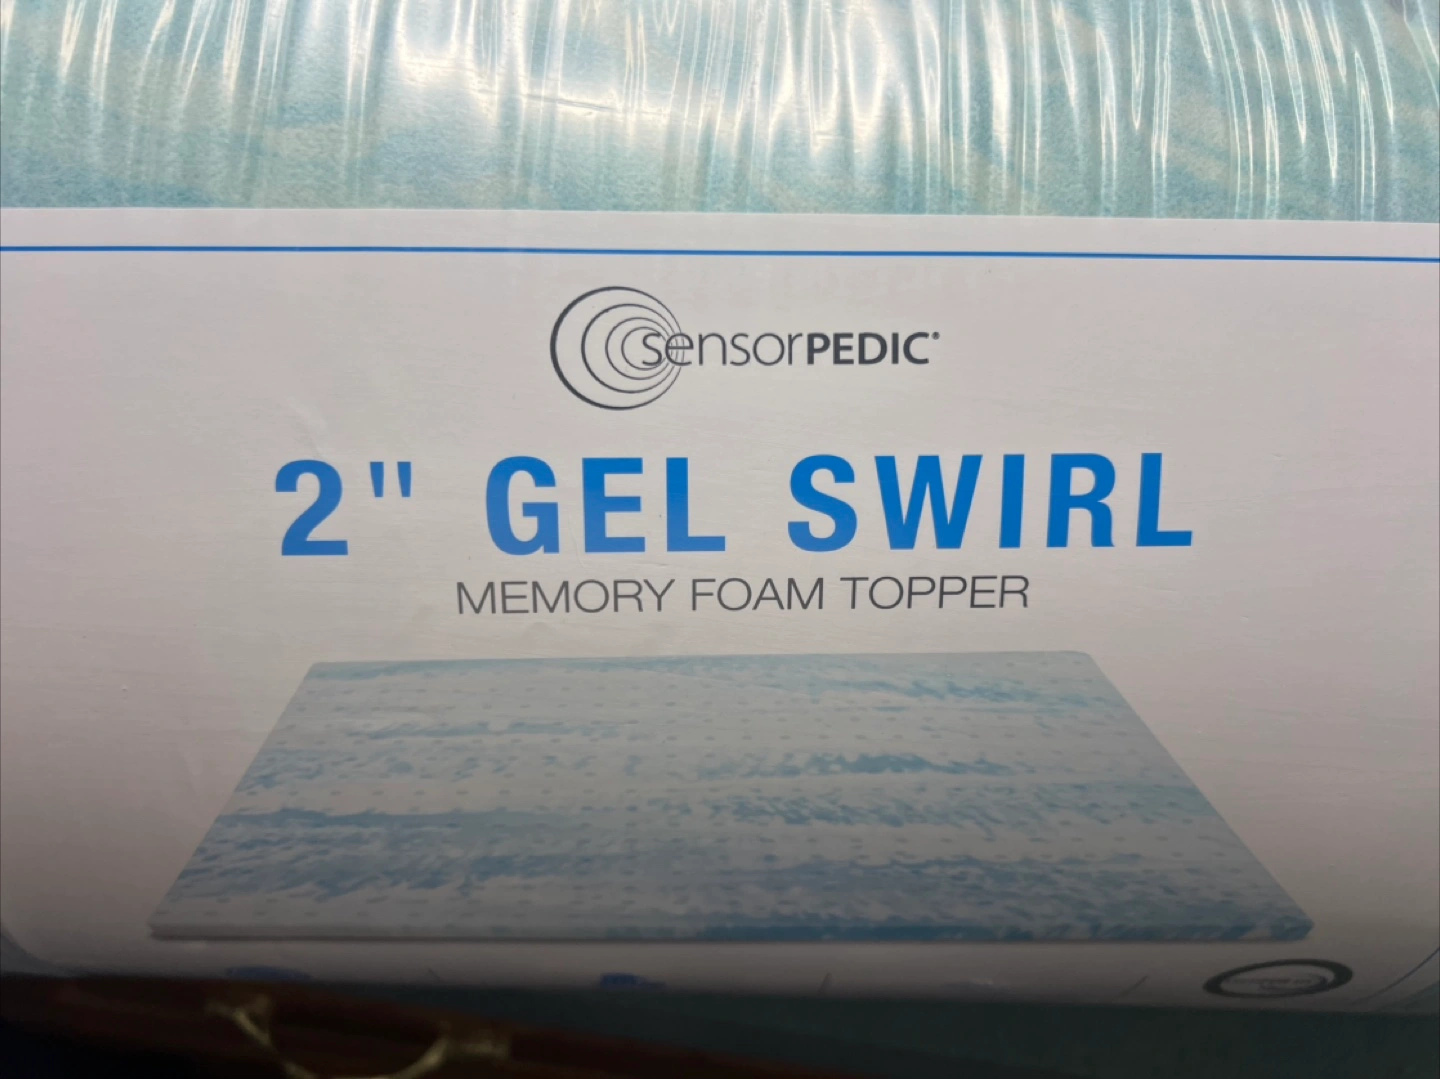 sensorPEDIC®
2" GEL SWIRL
MEMORY FOAM TOPPER